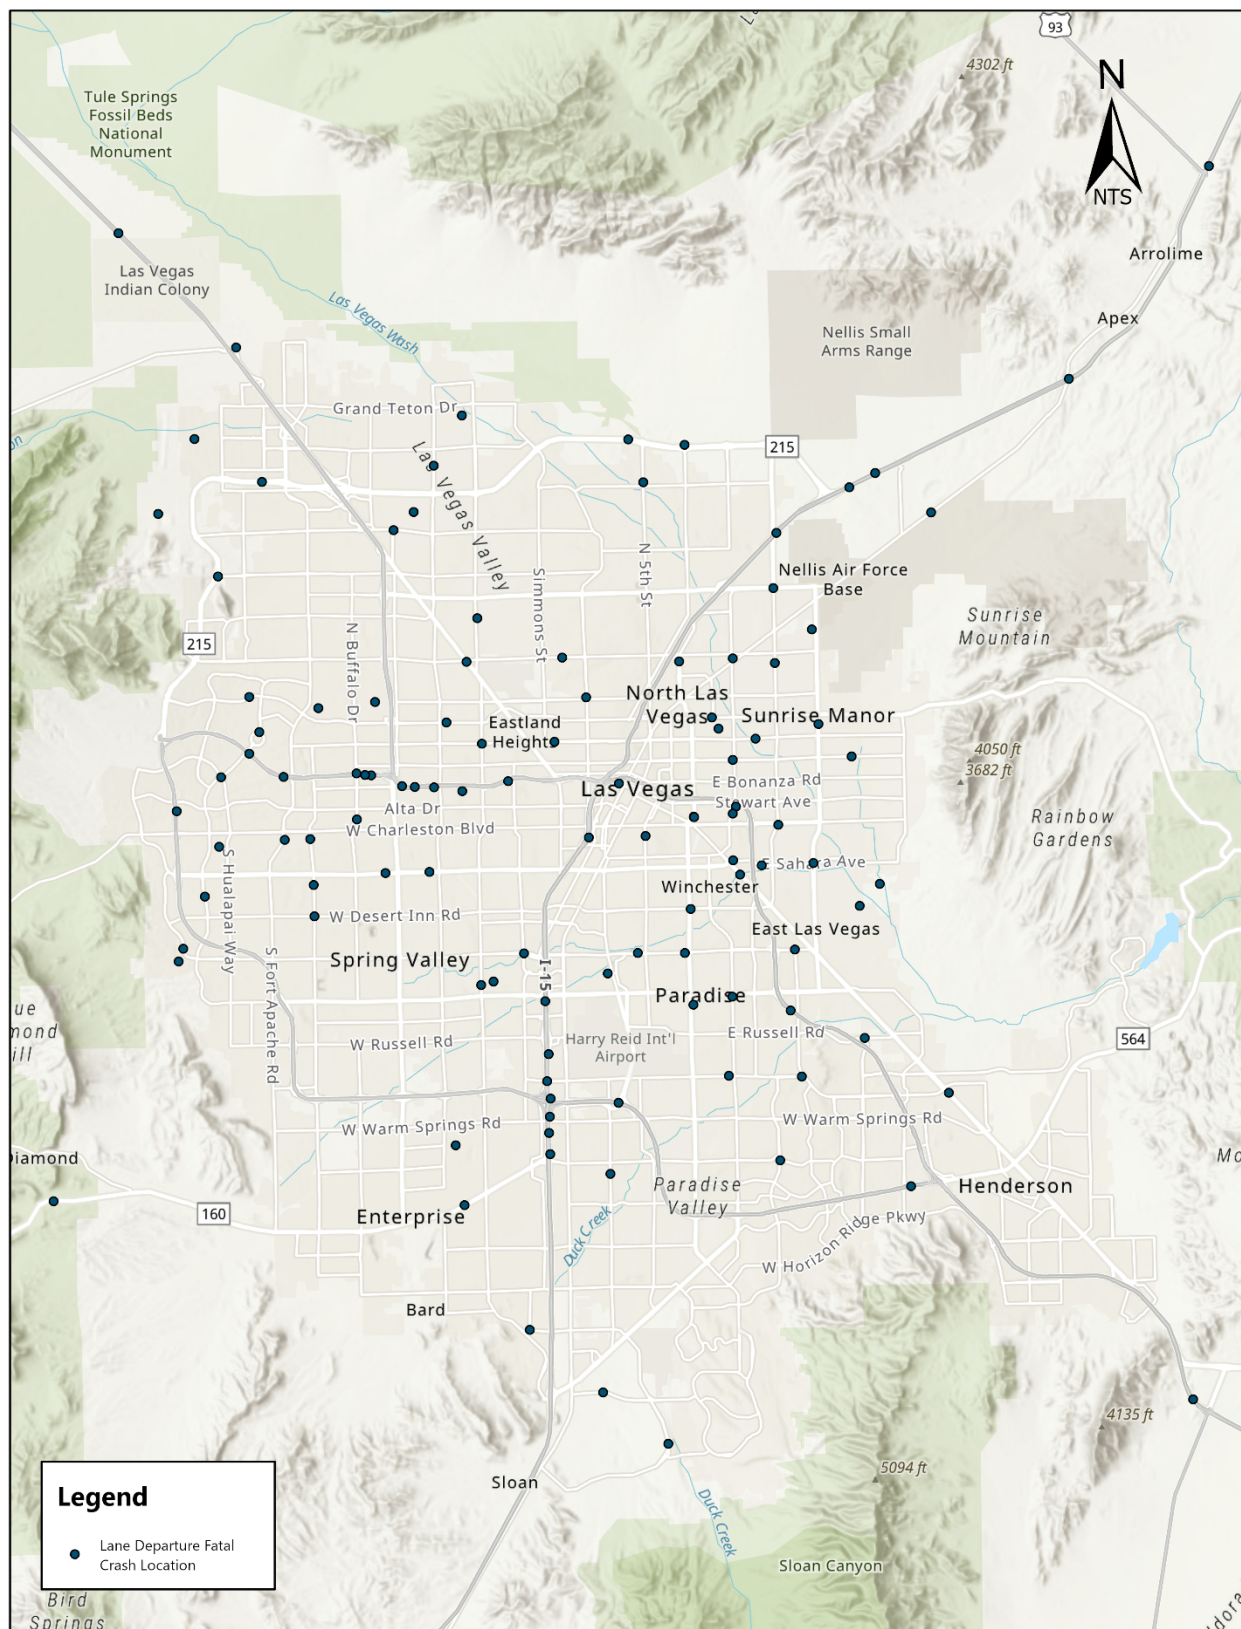 93
4302 ft
N
NTS
Tule Springs
Fossil Beds
National
Monument
Arrolime
Las Vegas
Indian Colony
Las Vegas Wash
Apex
Nellis Small
Arms Range
Grand Teton Dr
215
Las Vegas Valley
Simmons St
N 5th St
Nellis Air Force
Base
Sunrise
Mountain
215
N Buffalo Dr
North Las
Vegas
Sunrise Manor
Eastland
Heights
4050 ft
3682 ft
E Bonanza Rd
Las Vegas
Stewart Ave
Alta Dr
W Charleston Blvd
Rainbow
Gardens
S Hualapai Way
E Sahara Ave
Winchester
W Desert Inn Rd
East Las Vegas
Spring Valley
I-15
S Fort Apache Rd
Paradise
W Russell Rd
Harry Reid Int'l
Airport
E Russell Rd
564
W Warm Springs Rd
W Warm Springs Rd
Diamond
Paradise
Valley
Henderson
160
Enterprise
Duck Creek
W Horizon Ridge Pkwy
Bard
4135 ft
5094 ft
Sloan
Duck Creek
Sloan Canyon
Legend
Lane Departure Fatal
Crash Location
Bird
Springs